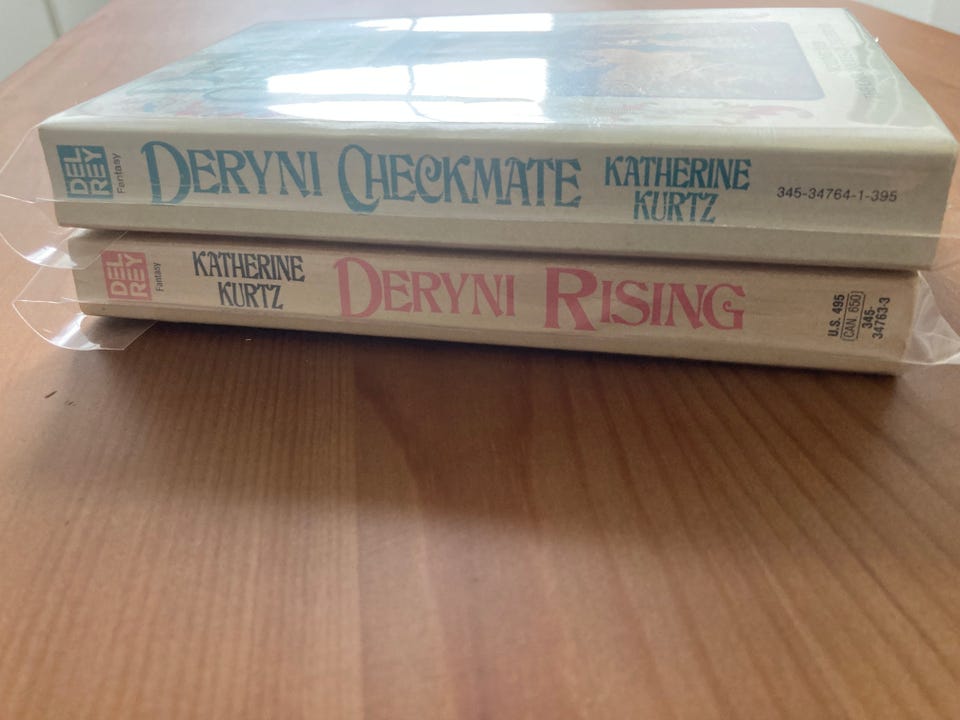 DEL
REY
Fantasy
DERYNI CHECKMATE
KATHERINE
KURTZ
345-34764-1-395
DEL
REY
Fantasy
KATHERINE
KURTZ
DERYNI RISING
U.S. 495
CAN. 650
345-
34763-3